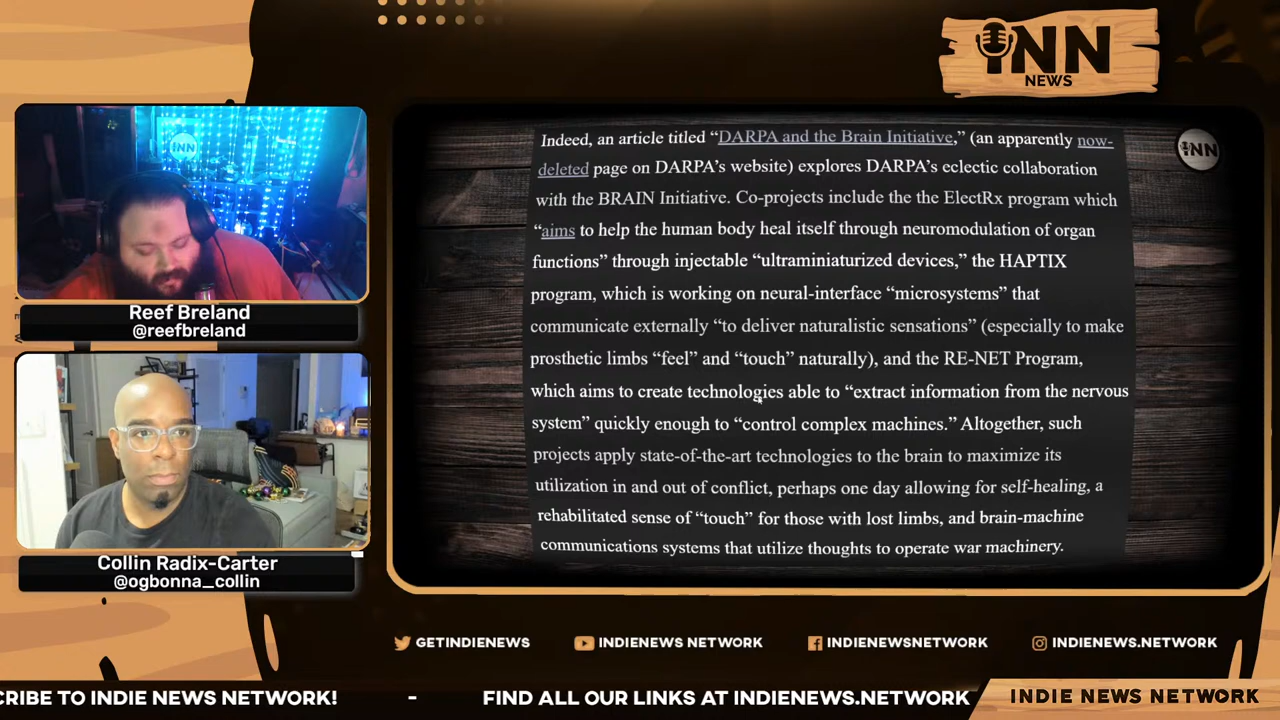 INN
NEWS
INN
Indeed, an article titled “DARPA and the Brain Initiative,” (an apparently now-
deleted page on DARPA’s website) explores DARPA’s eclectic collaboration
with the BRAIN Initiative. Co-projects include the the ElectRx program which
“aims to help the human body heal itself through neuromodulation of organ
functions” through injectable “ultraminiaturized devices,” the HAPTIX
program, which is working on neural-interface “microsystems” that
communicate externally “to deliver naturalistic sensations” (especially to make
prosthetic limbs “feel” and “touch” naturally), and the RE-NET Program,
which aims to create technologies able to “extract information from the nervous
system” quickly enough to “control complex machines.” Altogether, such
projects apply state-of-the-art technologies to the brain to maximize its
utilization in and out of conflict, perhaps one day allowing for self-healing, a
rehabilitated sense of “touch” for those with lost limbs, and brain-machine
communications systems that utilize thoughts to operate war machinery.
INN
Reef Breland
@reefbreland
Collin Radix-Carter
@ogbonna_collin
GETINDIENEWS
INDIENEWS NETWORK
INDIENEWSNETWORK
INDIENEWS.NETWORK
CRIBE TO INDIE NEWS NETWORK! - FIND ALL OUR LINKS AT INDIENEWS.NETWORK
INDIE NEWS NETWORK